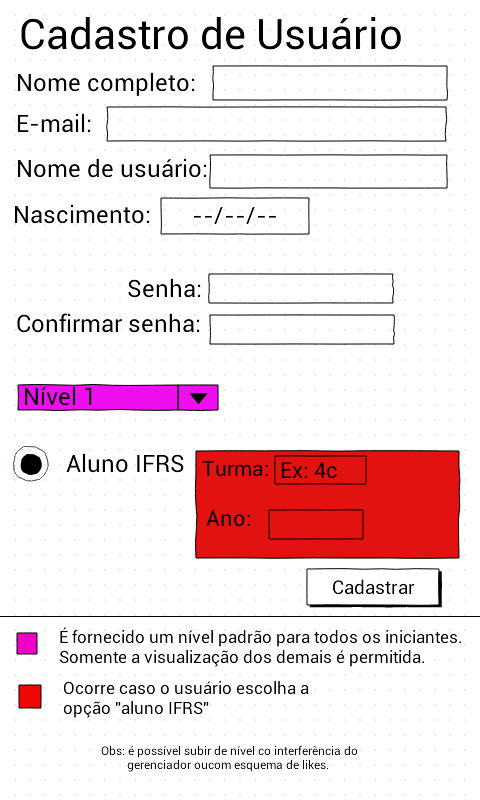 Cadastro de Usuário
Nome completo:
E-mail:
Nome de usuário:
Nascimento: --/--/--
Senha:
Confirmar senha:
Nível 1
Aluno IFRS
Turma: Ex: 4c
Ano:
Cadastrar
É fornecido um nível padrão para todos os iniciantes.
Somente a visualização dos demais é permitida.
Ocorre caso o usuário escolha a
opção "aluno IFRS"
Obs: é possível subir de nível co interferência do
gerenciador oucom esquema de likes.